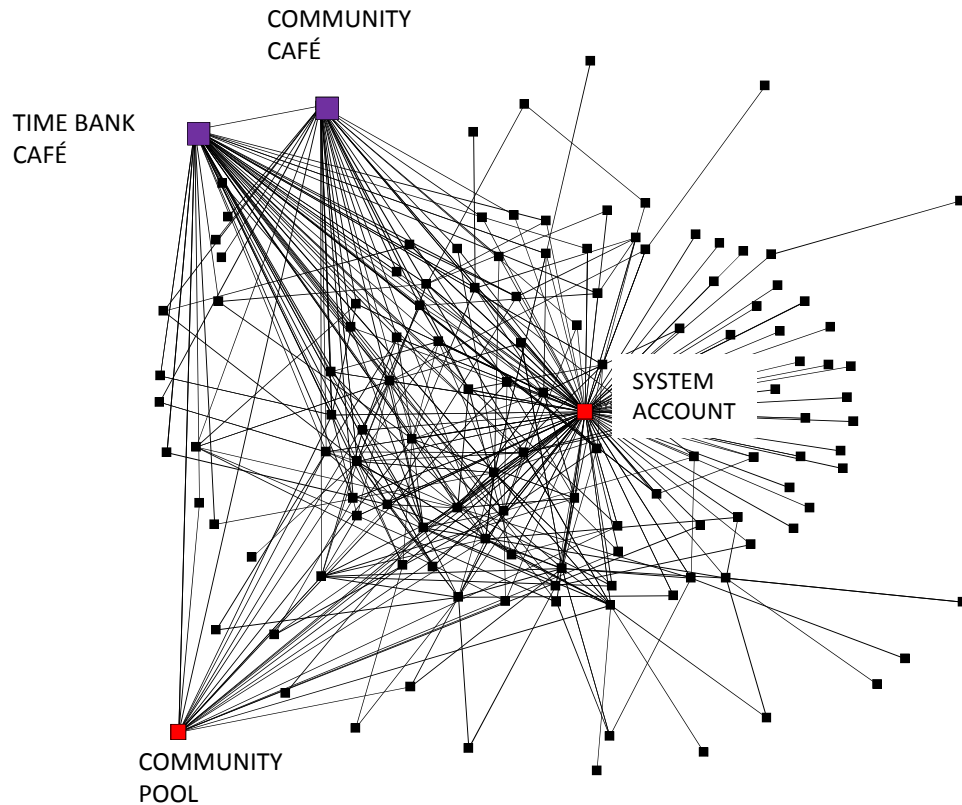 COMMUNITY
CAFÉ
TIME BANK
CAFÉ
SYSTEM
ACCOUNT
COMMUNITY
POOL